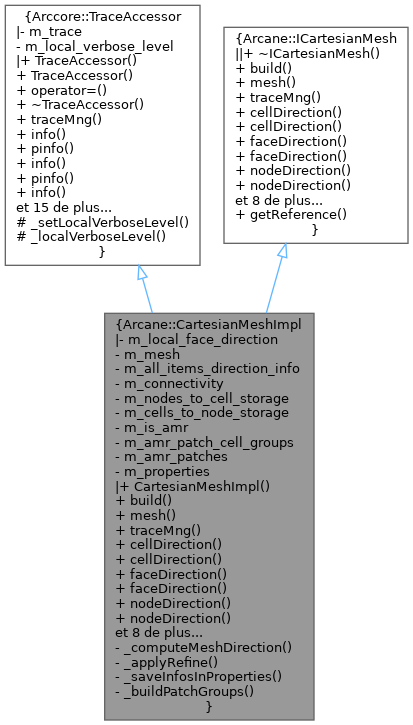 {Arccore::TraceAccessor
|- m_trace
- m_local_verbose_level
|+ TraceAccessor()
+ TraceAccessor()
+ operator=()
+ ~TraceAccessor()
+ traceMng()
+ info()
+ pinfo()
+ info()
+ pinfo()
+ info()
et 15 de plus...
# _setLocalVerboseLevel()
# _localVerboseLevel()
}
{Arcane::ICartesianMesh
||+ ~ICartesianMesh()
+ build()
+ mesh()
+ traceMng()
+ cellDirection()
+ cellDirection()
+ faceDirection()
+ faceDirection()
+ nodeDirection()
+ nodeDirection()
et 8 de plus...
+ getReference()
}
{Arcane::CartesianMeshImpl
|- m_local_face_direction
- m_mesh
- m_all_items_direction_info
- m_connectivity
- m_nodes_to_cell_storage
- m_cells_to_node_storage
- m_is_amr
- m_amr_patch_cell_groups
- m_amr_patches
- m_properties
|+ CartesianMeshImpl()
+ build()
+ mesh()
+ traceMng()
+ cellDirection()
+ cellDirection()
+ faceDirection()
+ faceDirection()
+ nodeDirection()
+ nodeDirection()
et 8 de plus...
- _computeMeshDirection()
- _applyRefine()
- _saveInfosInProperties()
- _buildPatchGroups()
}